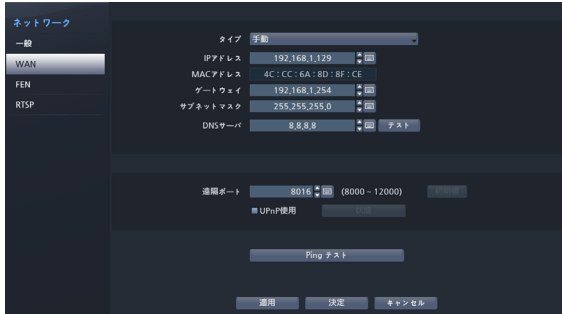 ネットワーク
一般
WAN
FEN
RTSP
タイプ 手動
IPアドレス 192,168,1,129
MACアドレス 4C : CC : 6A : 8D : 8F : CE
ゲートウェイ 192,168,1,254
サブネットマスク 255,255,255,0
DNSサーバ 8,8,8,8 テスト
遠隔ポート 8016 (8000 ~ 12000)
UPnP使用
Ping テスト
適用 決定 キャンセル